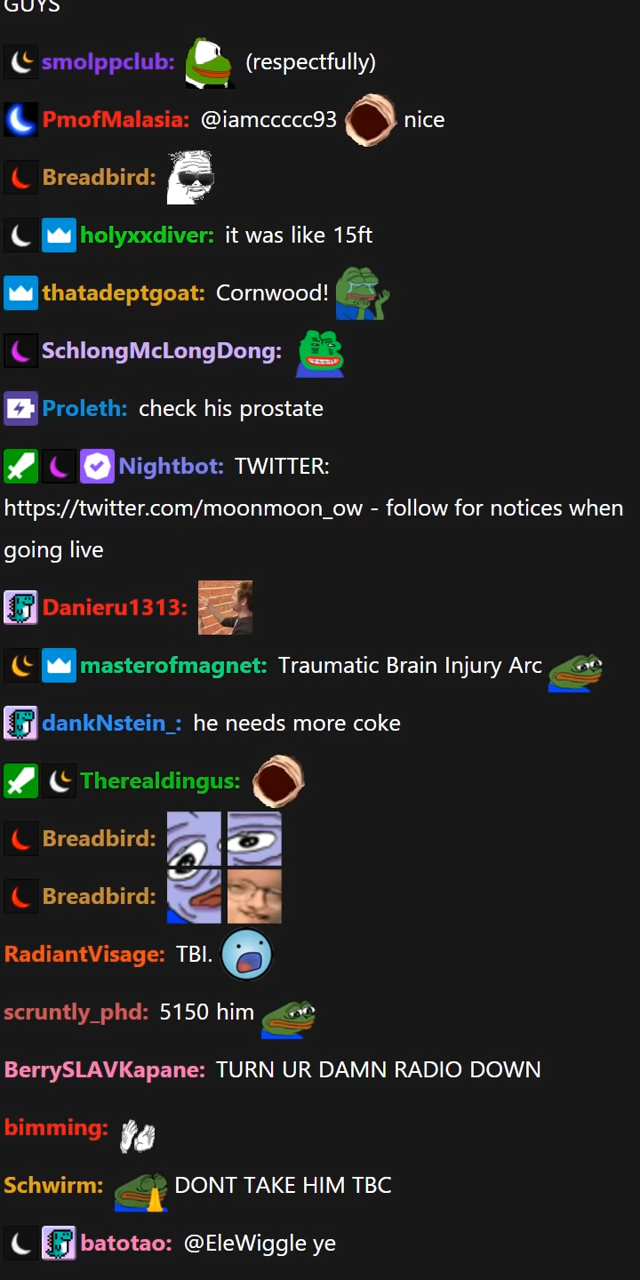 GUYS
smolppclub: (respectfully)
PmofMalasia: @iamccccc93 nice
Breadbird:
holyxxdiver: it was like 15ft
thatadeptgoat: Cornwood!
SchlongMcLongDong:
Proleth: check his prostate
Nightbot: TWITTER:
https://twitter.com/moonmoon_ow - follow for notices when
going live
Danieru1313:
masterofmagnet: Traumatic Brain Injury Arc
dankNstein_: he needs more coke
Therealdingus:
Breadbird:
Breadbird:
RadiantVisage: TBI.
scruntly_phd: 5150 him
BerrySLAVKapane: TURN UR DAMN RADIO DOWN
bimming:
Schwirm: DONT TAKE HIM TBC
batotao: @EleWiggle ye